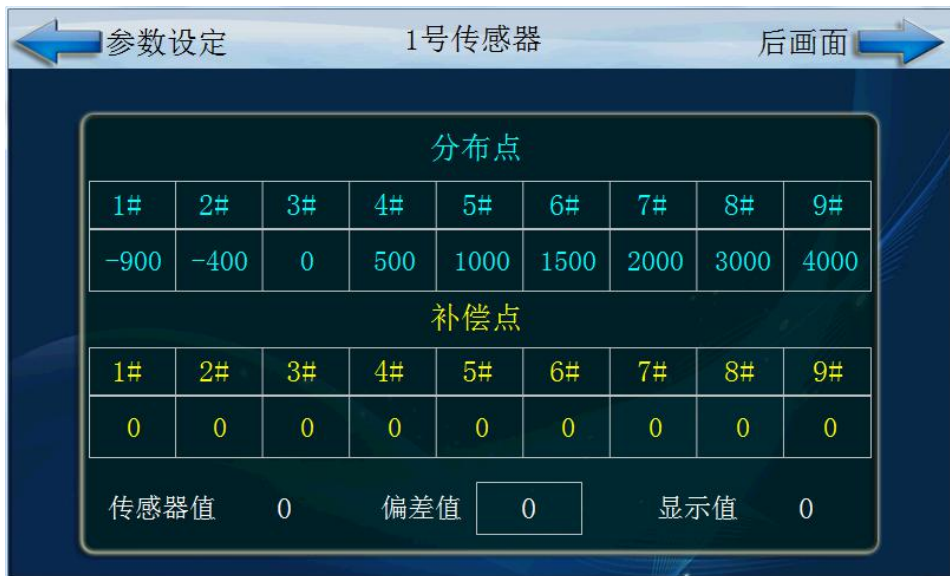 参数设定 1号传感器 后画面
分布点
1# 2# 3# 4# 5# 6# 7# 8# 9#
-900 -400 0 500 1000 1500 2000 3000 4000
补偿点
1# 2# 3# 4# 5# 6# 7# 8# 9#
0 0 0 0 0 0 0 0 0
传感器值 0 偏差值 0 显示值 0